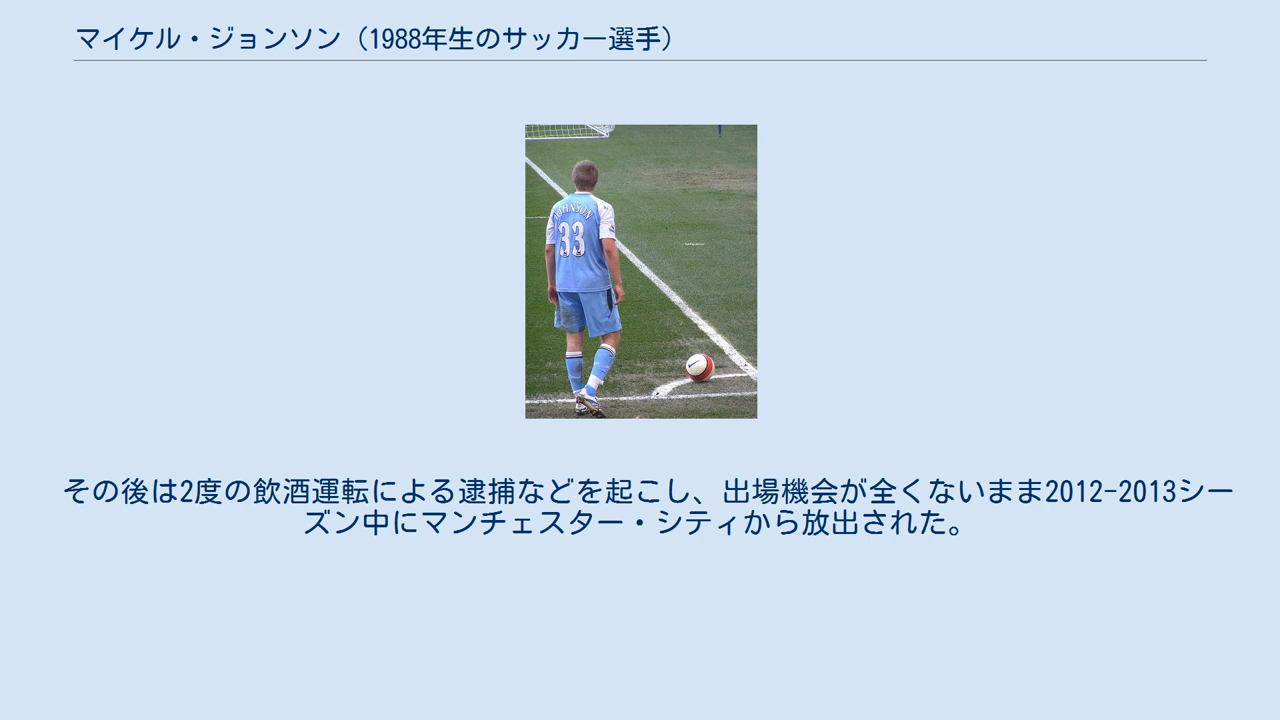 マイケル・ジョンソン（1988年生のサッカー選手）
JOHNSON
33
その後は2度の飲酒運転による逮捕などを起こし、出場機会が全くないまま2012-2013シー
ズン中にマンチェスター・シティから放出された。